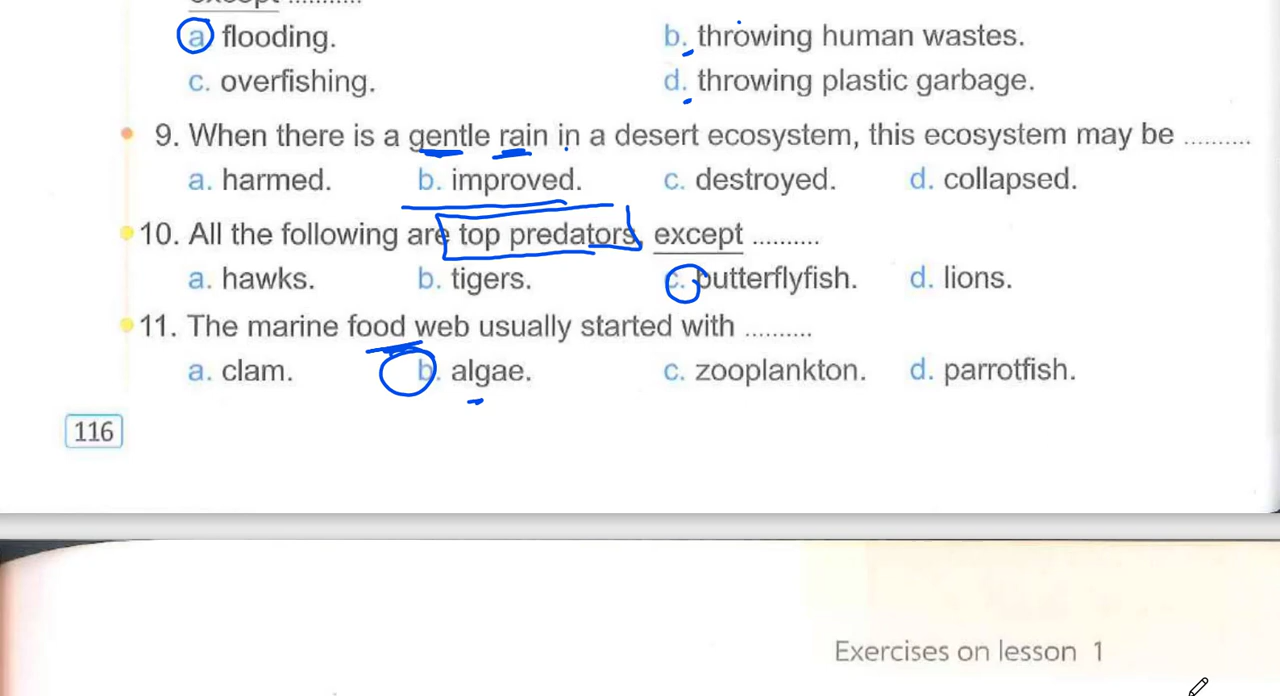 except ..........
a. flooding. b. throwing human wastes.
c. overfishing. d. throwing plastic garbage.
9. When there is a gentle rain in a desert ecosystem, this ecosystem may be ..........
a. harmed. b. improved. c. destroyed. d. collapsed.
10. All the following are top predators, except ..........
a. hawks. b. tigers. c. butterflyfish. d. lions.
11. The marine food web usually started with ..........
a. clam. b. algae. c. zooplankton. d. parrotfish.
116
Exercises on lesson 1